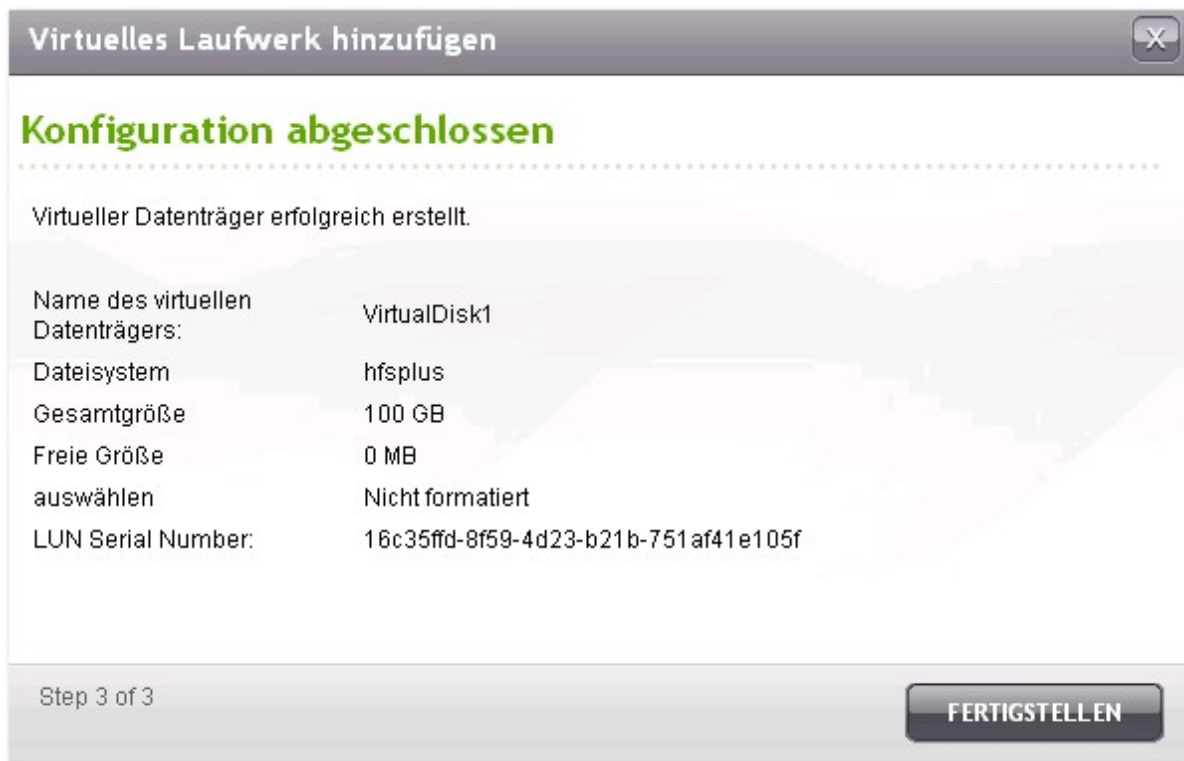 Virtuelles Laufwerk hinzufügen
X
Konfiguration abgeschlossen
Virtueller Datenträger erfolgreich erstellt.
Name des virtuellen
Datenträgers: VirtualDisk1
Dateisystem hfsplus
Gesamtgröße 100 GB
Freie Größe 0 MB
auswählen Nicht formatiert
LUN Serial Number: 16c35ffd-8f59-4d23-b21b-751af41e105f
Step 3 of 3
FERTIGSTELLEN